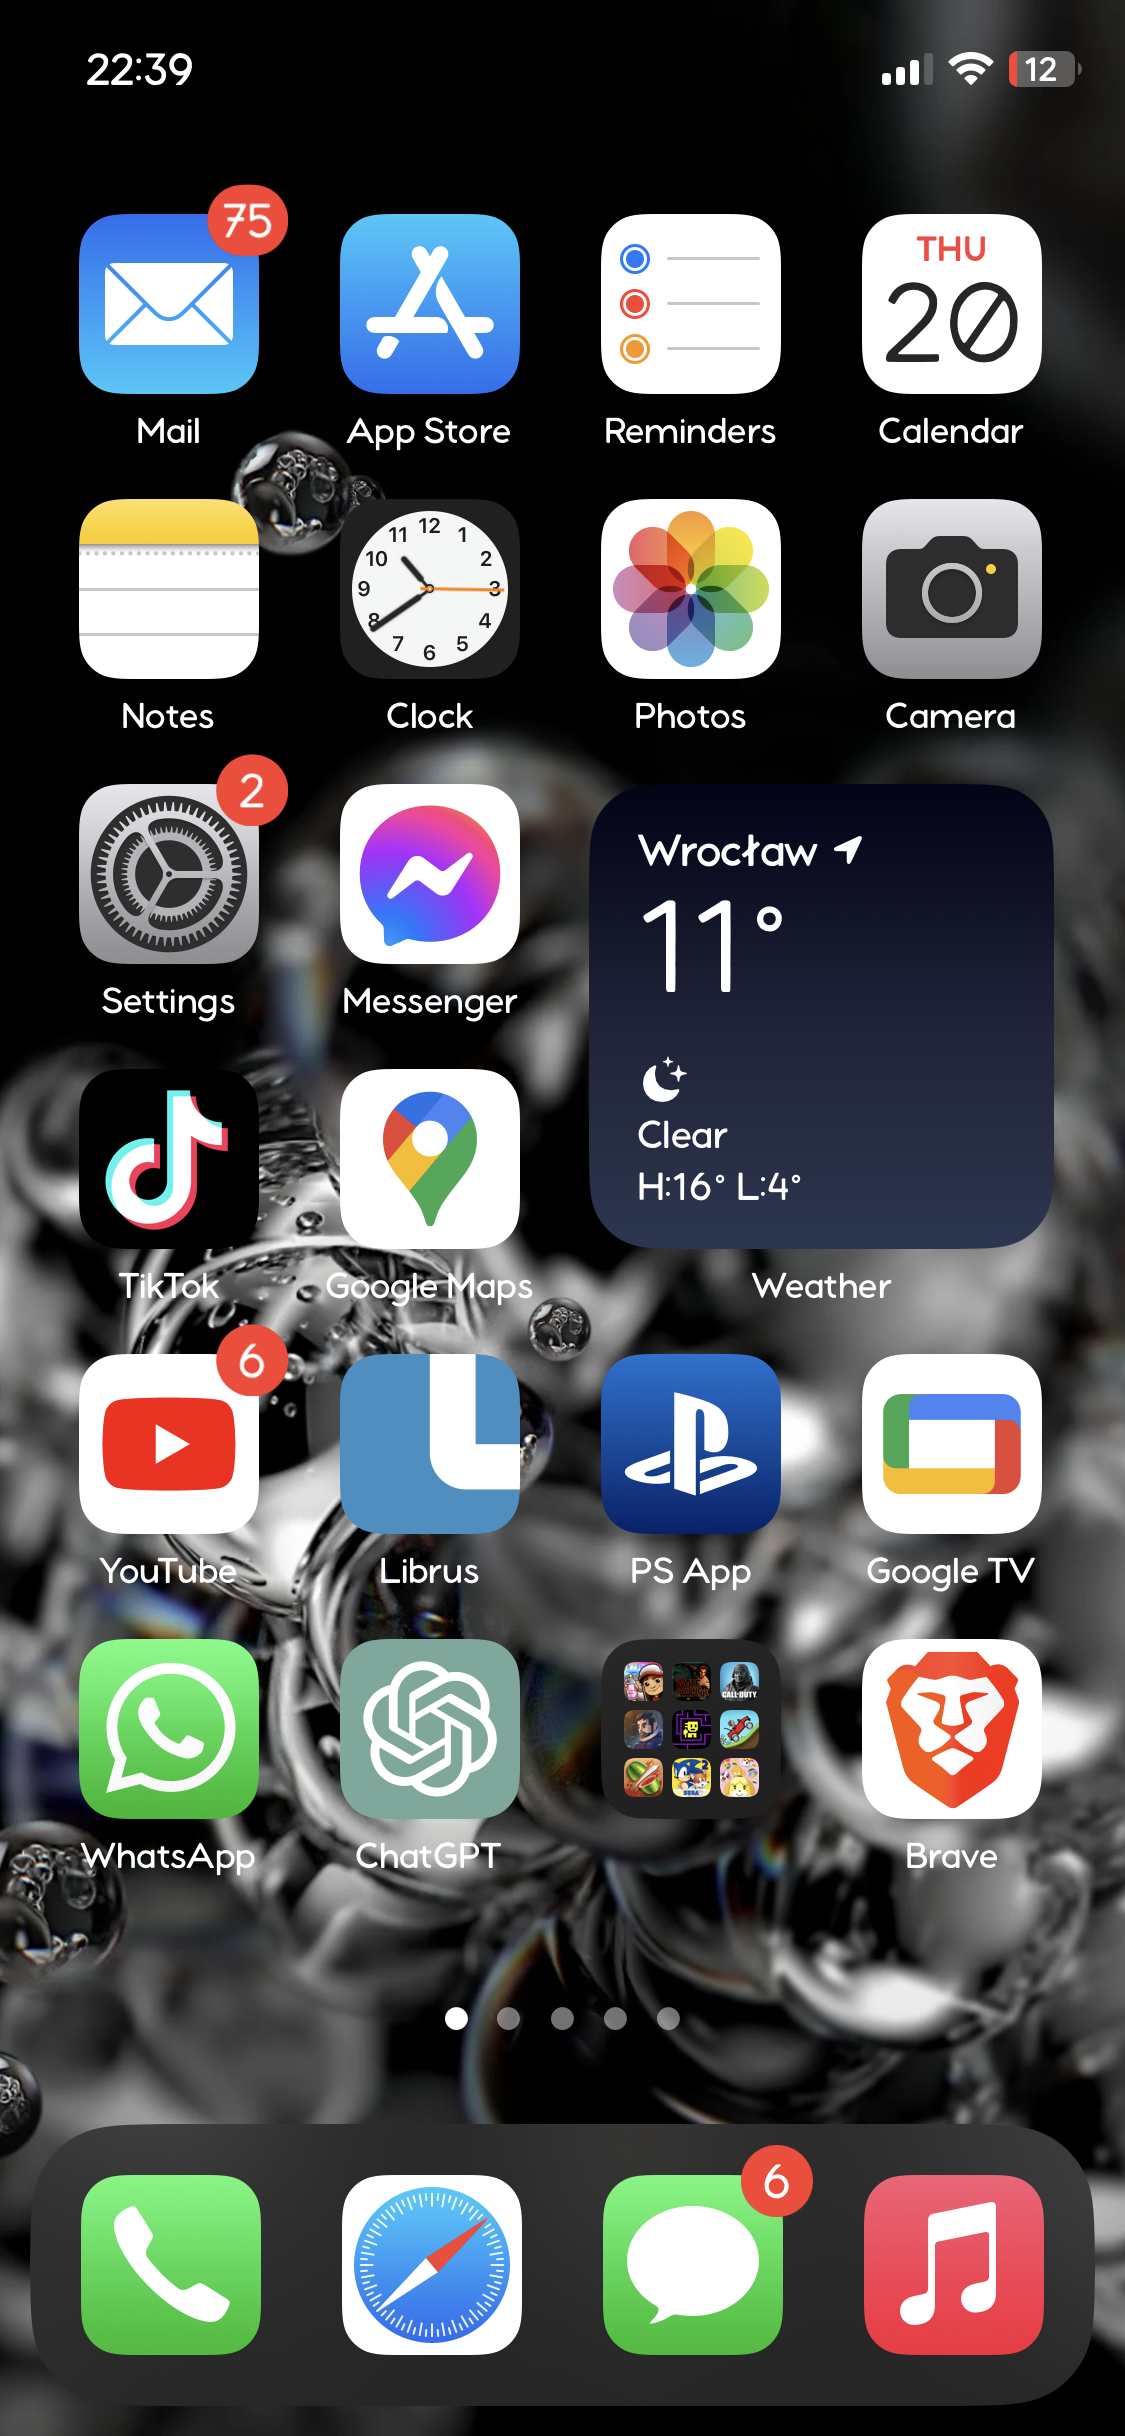 22:39
12
75
THU
20
Mail
App Store
Reminders
Calendar
12
11
1
10
2
9
3
8
4
7
5
6
Notes
Clock
Photos
Camera
2
Wrocław
11°
Settings
Messenger
Clear
H:16° L:4°
TikTok
Google Maps
Weather
6
YouTube
Librus
PS App
Google TV
CALL·DUTY
SEGA
WhatsApp
ChatGPT
Brave
6